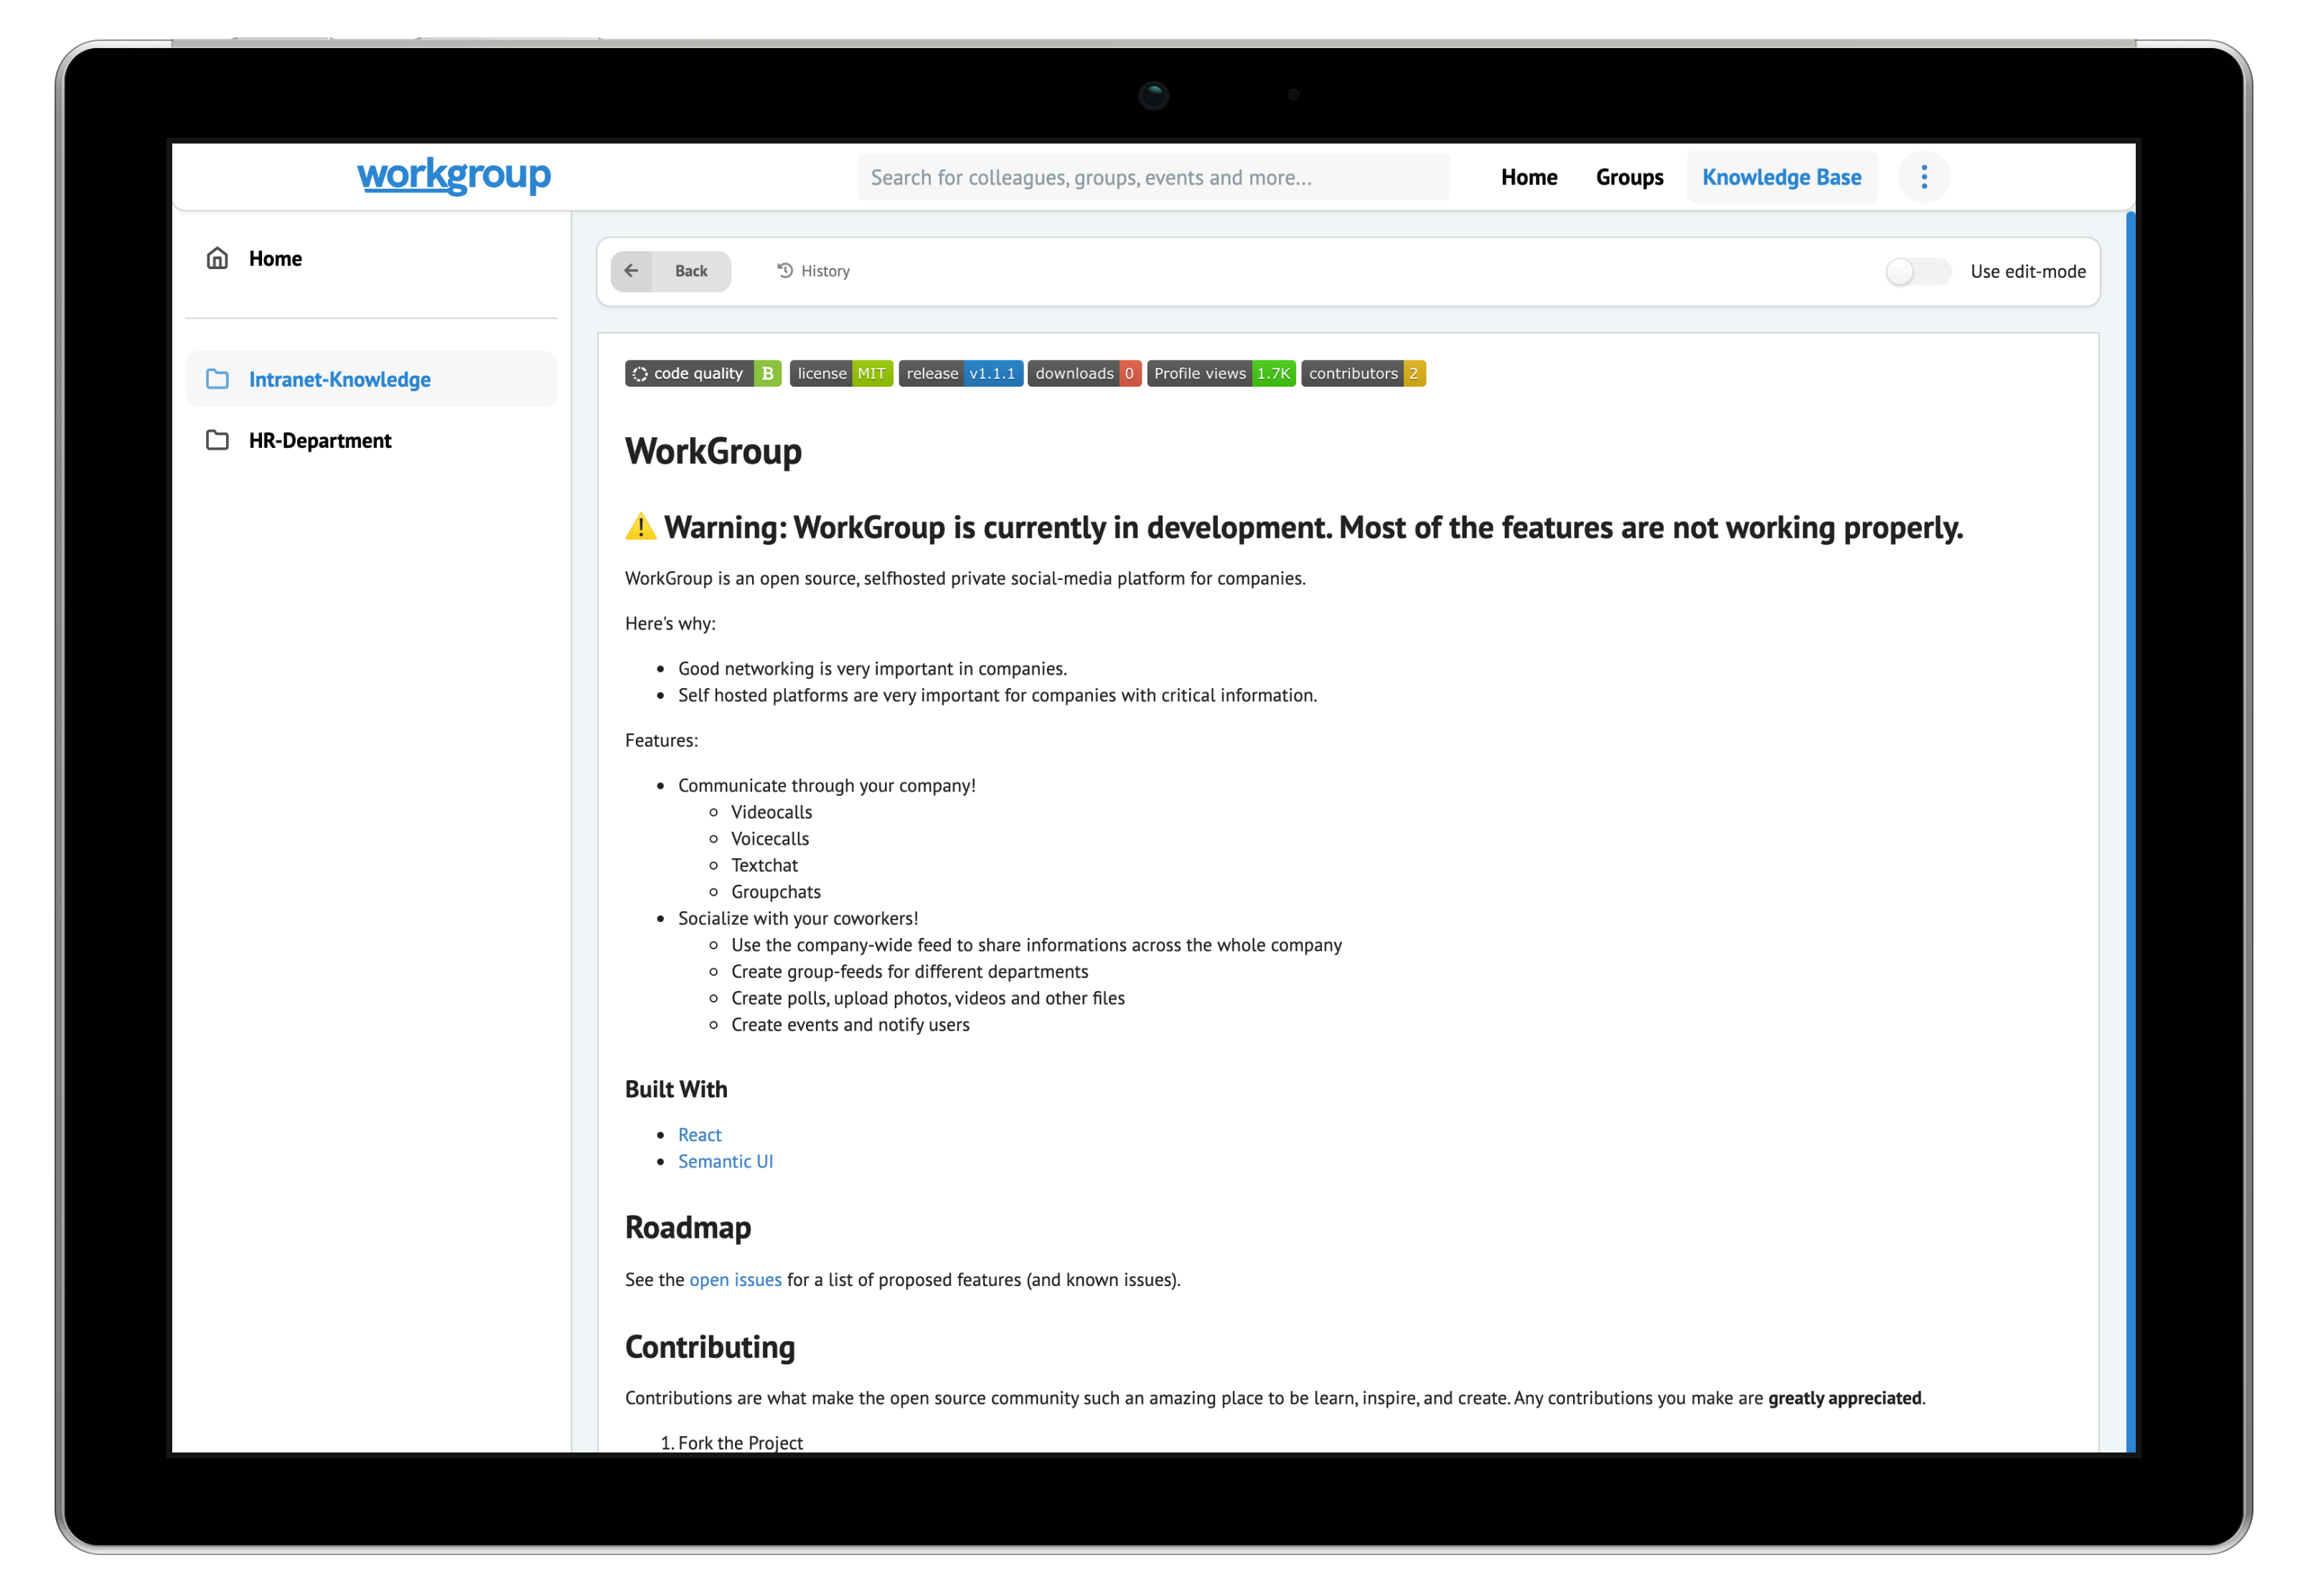 workgroup
Search for colleagues, groups, events and more...
Home
Groups
Knowledge Base
Home
Intranet-Knowledge
HR-Department
Back
History
Use edit-mode
code quality B license MIT release v1.1.1 downloads 0 Profile views 1.7K contributors 2
WorkGroup
⚠️ Warning: WorkGroup is currently in development. Most of the features are not working properly.
WorkGroup is an open source, selfhosted private social-media platform for companies.
Here's why:
• Good networking is very important in companies.
• Self hosted platforms are very important for companies with critical information.
Features:
• Communicate through your company!
◦ Videocalls
◦ Voicecalls
◦ Textchat
◦ Groupchats
• Socialize with your coworkers!
◦ Use the company-wide feed to share informations across the whole company
◦ Create group-feeds for different departments
◦ Create polls, upload photos, videos and other files
◦ Create events and notify users
Built With
• React
• Semantic UI
Roadmap
See the open issues for a list of proposed features (and known issues).
Contributing
Contributions are what make the open source community such an amazing place to be learn, inspire, and create. Any contributions you make are greatly appreciated.
1. Fork the Project